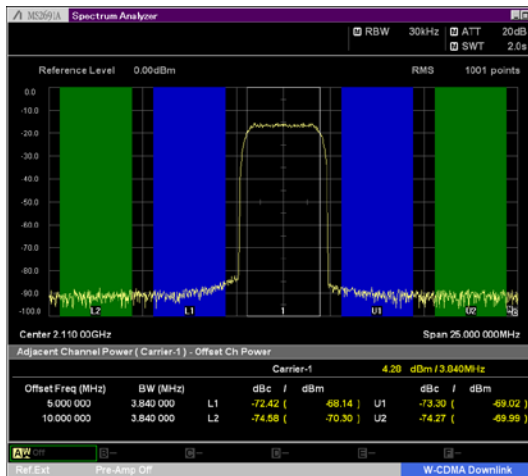 MS2691A Spectrum Analyzer
RBW 30kHz ATT 20dB
SWT 2.0s
Reference Level 0.00dBm RMS 1001 points
0.0
-10.0
-20.0
-30.0
-40.0
-50.0
-60.0
-70.0
-80.0
-90.0
-100.0
L2 L1 1 U1 U2
Center 2.110 00GHz Span 25.000 000MHz
Adjacent Channel Power ( Carrier-1 ) - Offset Ch Power
Carrier-1 4.28 dBm / 3.840MHz
Offset Freq (MHz) BW (MHz) dBc / dBm dBc / dBm
5.000 000 3.840 000 L1 -72.42 ( -68.14 ) U1 -73.30 ( -69.02 )
10.000 000 3.840 000 L2 -74.58 ( -70.30 ) U2 -74.27 ( -69.99 )
AW Off B-- C-- D-- E-- F--
Ref.Ext Pre-Amp Off W-CDMA Downlink